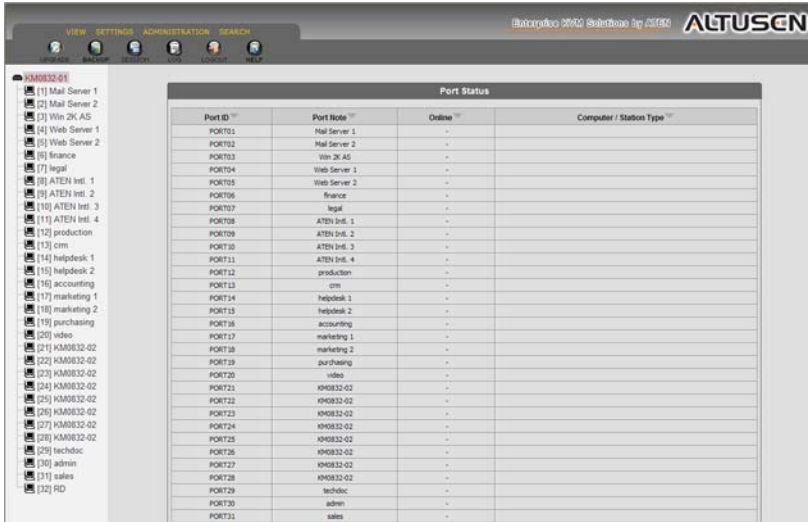 VIEW SETTINGS ADMINISTRATION SEARCH
Enterprise KVM Solutions by ATEN ALTUSEN
UPGRADE BACKUP SESSION LOG LOGOUT HELP
KM0832-01
[1] Mail Server 1
[2] Mail Server 2
[3] Win 2K AS
[4] Web Server 1
[5] Web Server 2
[6] finance
[7] legal
[8] ATEN Intl. 1
[9] ATEN Intl. 2
[10] ATEN Intl. 3
[11] ATEN Intl. 4
[12] production
[13] crm
[14] helpdesk 1
[15] helpdesk 2
[16] accounting
[17] marketing 1
[18] marketing 2
[19] purchasing
[20] video
[21] KM0832-02
[22] KM0832-02
[23] KM0832-02
[24] KM0832-02
[25] KM0832-02
[26] KM0832-02
[27] KM0832-02
[28] KM0832-02
[29] techdoc
[30] admin
[31] sales
[32] RD
Port Status
Port ID Port Note Online Computer / Station Type
PORT01 Mail Server 1 -
PORT02 Mail Server 2 -
PORT03 Win 2K AS -
PORT04 Web Server 1 -
PORT05 Web Server 2 -
PORT06 finance -
PORT07 legal -
PORT08 ATEN Intl. 1 -
PORT09 ATEN Intl. 2 -
PORT10 ATEN Intl. 3 -
PORT11 ATEN Intl. 4 -
PORT12 production -
PORT13 crm -
PORT14 helpdesk 1 -
PORT15 helpdesk 2 -
PORT16 accounting -
PORT17 marketing 1 -
PORT18 marketing 2 -
PORT19 purchasing -
PORT20 video -
PORT21 KM0832-02 -
PORT22 KM0832-02 -
PORT23 KM0832-02 -
PORT24 KM0832-02 -
PORT25 KM0832-02 -
PORT26 KM0832-02 -
PORT27 KM0832-02 -
PORT28 KM0832-02 -
PORT29 techdoc -
PORT30 admin -
PORT31 sales -